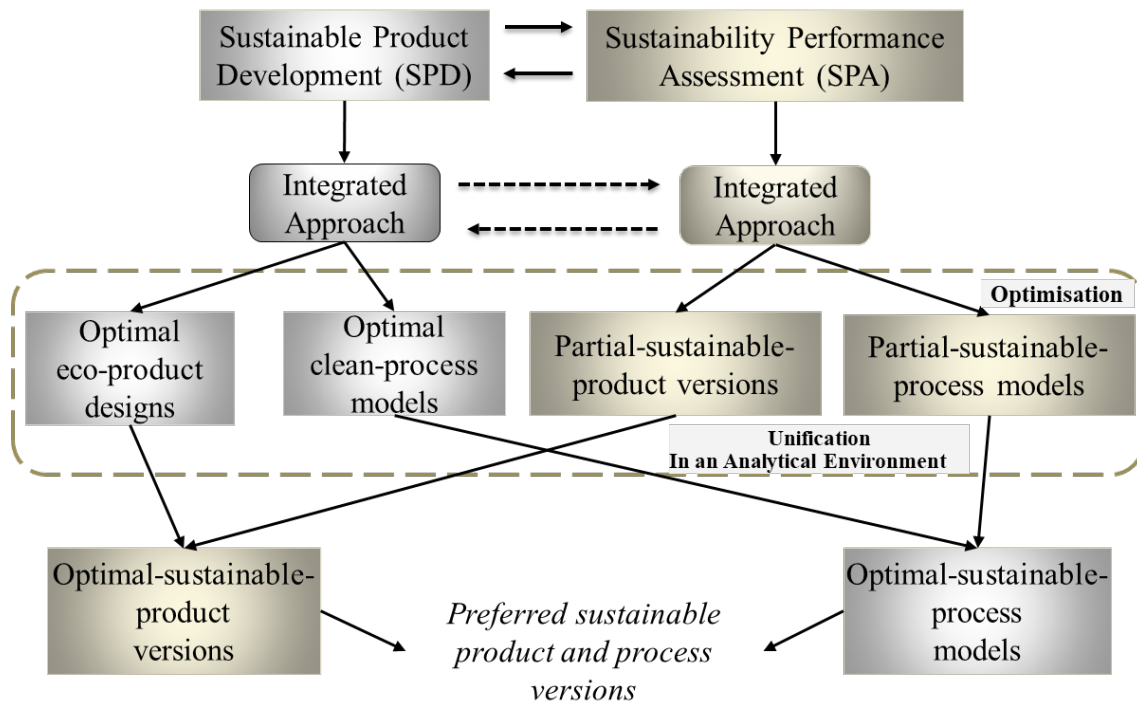 Sustainable Product
Development (SPD)
Sustainability Performance
Assessment (SPA)
Integrated
Approach
Integrated
Approach
Optimisation
Optimal
eco-product
designs
Optimal
clean-process
models
Partial-sustainable-
product versions
Partial-sustainable-
process models
Unification
In an Analytical Environment
Optimal-sustainable-
product
versions
Preferred sustainable
product and process
versions
Optimal-sustainable-
process
models